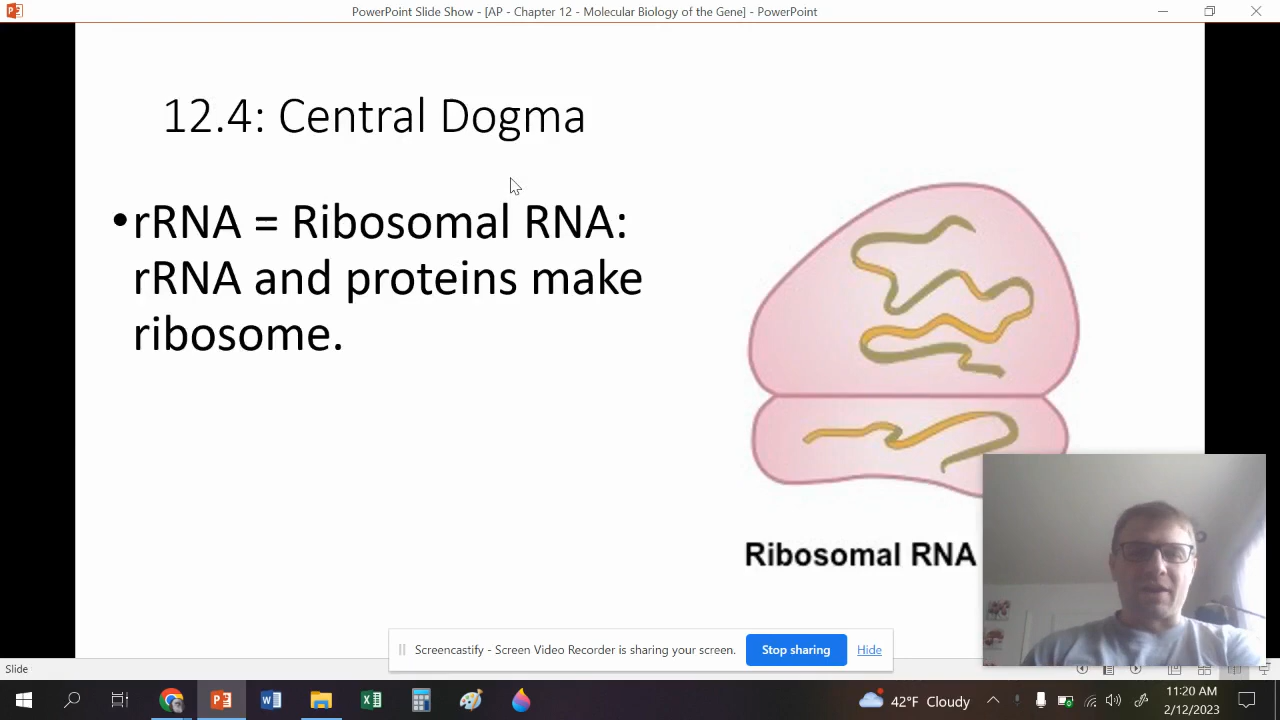 PowerPoint Slide Show - [AP - Chapter 12 - Molecular Biology of the Gene] - PowerPoint
12.4: Central Dogma
•rRNA = Ribosomal RNA:
rRNA and proteins make
ribosome.
Ribosomal RNA
Screencastify - Screen Video Recorder is sharing your screen.
Stop sharing
Hide
Slide
42°F Cloudy
11:20 AM
2/12/2023